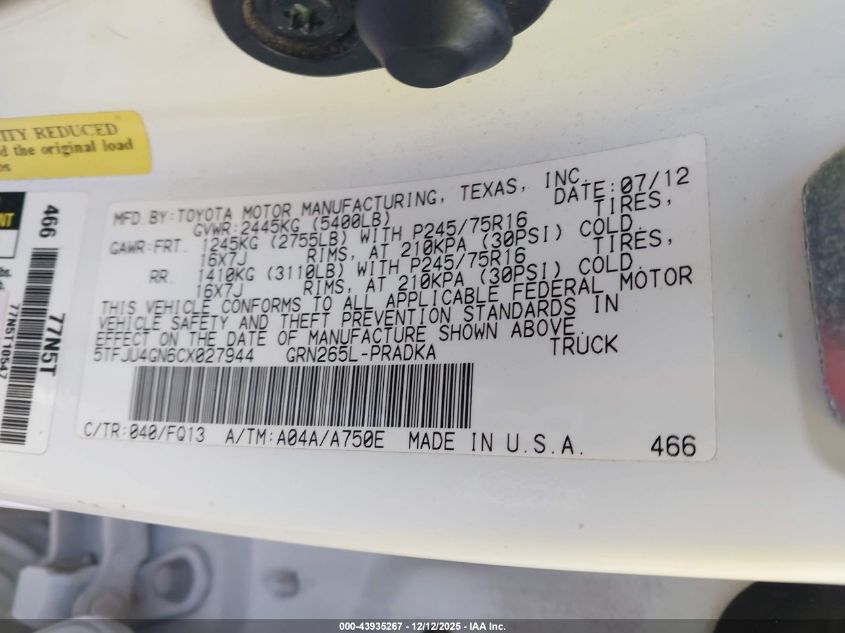 ITY REDUCED
d the original load
os
NT
466
77N5T
77N5T10547
MFD BY:TOYOTA MOTOR MANUFACTURING, TEXAS, INC. DATE:07/12
GVWR:2445KG (5400LB)
GAWR:FRT. 1245KG (2755LB) WITH P245/75R16 TIRES,
16X7J RIMS, AT 210KPA (30PSI) COLD.
RR. 1410KG (3110LB) WITH P245/75R16 TIRES,
16X7J RIMS, AT 210KPA (30PSI) COLD
THIS VEHICLE CONFORMS TO ALL APPLICABLE FEDERAL MOTOR
VEHICLE SAFETY AND THEFT PREVENTION STANDARDS IN
EFFECT ON THE DATE OF MANUFACTURE SHOWN ABOVE.
5TFJU4GN6CX027944 GRN265L-PRADKA TRUCK
C/TR:040/FQ13 A/TM:A04A/A750E MADE IN U.S.A.
466
000-43935267 - 12/12/2025 - IAA Inc.